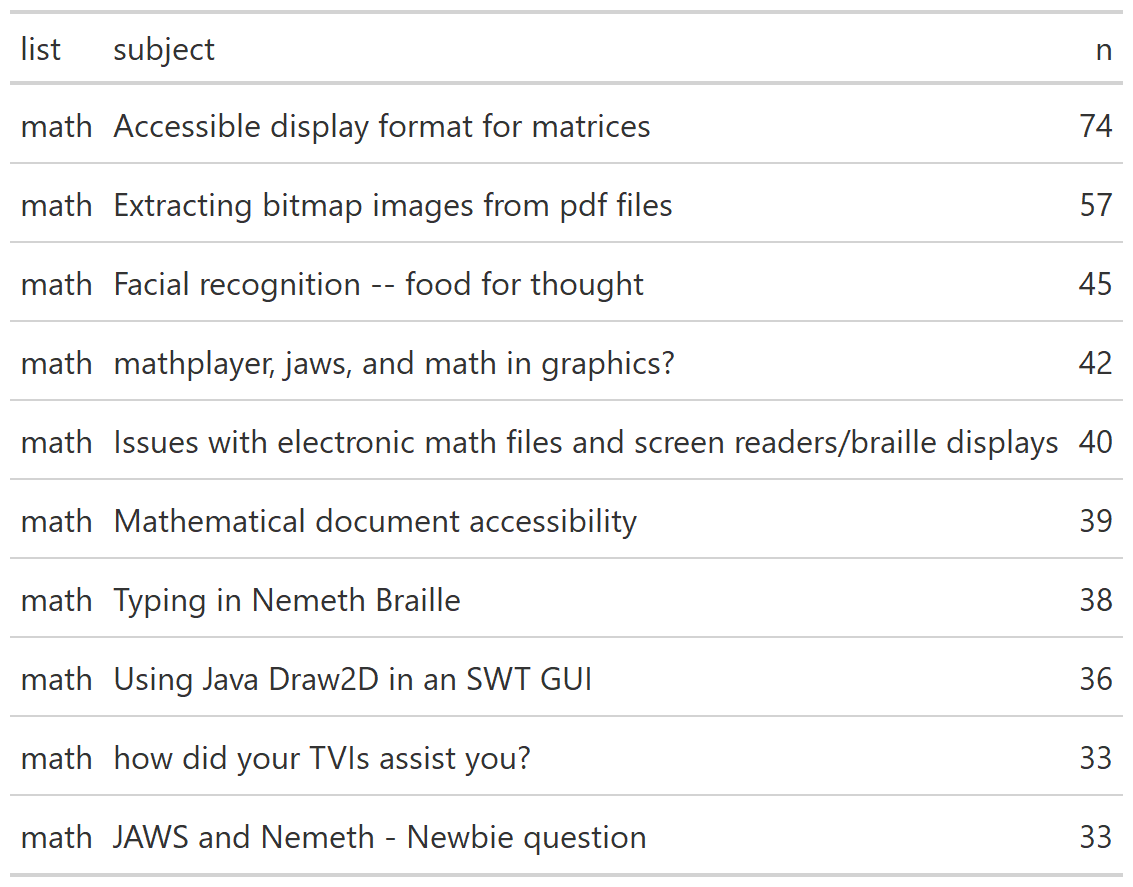 list subject n
math Accessible display format for matrices 74
math Extracting bitmap images from pdf files 57
math Facial recognition -- food for thought 45
math mathplayer, jaws, and math in graphics? 42
math Issues with electronic math files and screen readers/braille displays 40
math Mathematical document accessibility 39
math Typing in Nemeth Braille 38
math Using Java Draw2D in an SWT GUI 36
math how did your TVIs assist you? 33
math JAWS and Nemeth - Newbie question 33